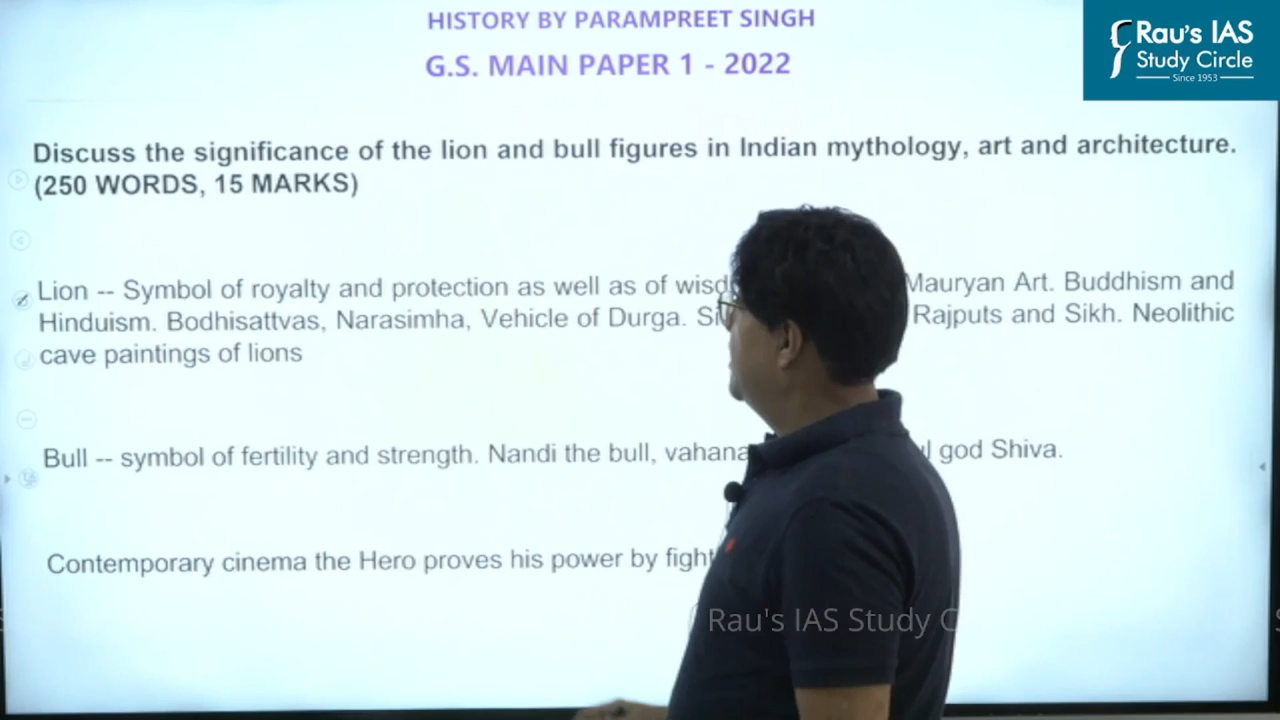 HISTORY BY PARAMPREET SINGH
G.S. MAIN PAPER 1 - 2022
Rau's IAS
Study Circle
Since 1953
Discuss the significance of the lion and bull figures in Indian mythology, art and architecture.
(250 WORDS, 15 MARKS)
Lion -- Symbol of royalty and protection as well as of Mauryan Art. Buddhism and
Hinduism. Bodhisattvas, Narasimha, Vehicle of Durga. Rajputs and Sikh. Neolithic
cave paintings of lions
Bull -- symbol of fertility and strength. Nandi the bull, vahana god Shiva.
Contemporary cinema the Hero proves his power by
Rau's IAS Study